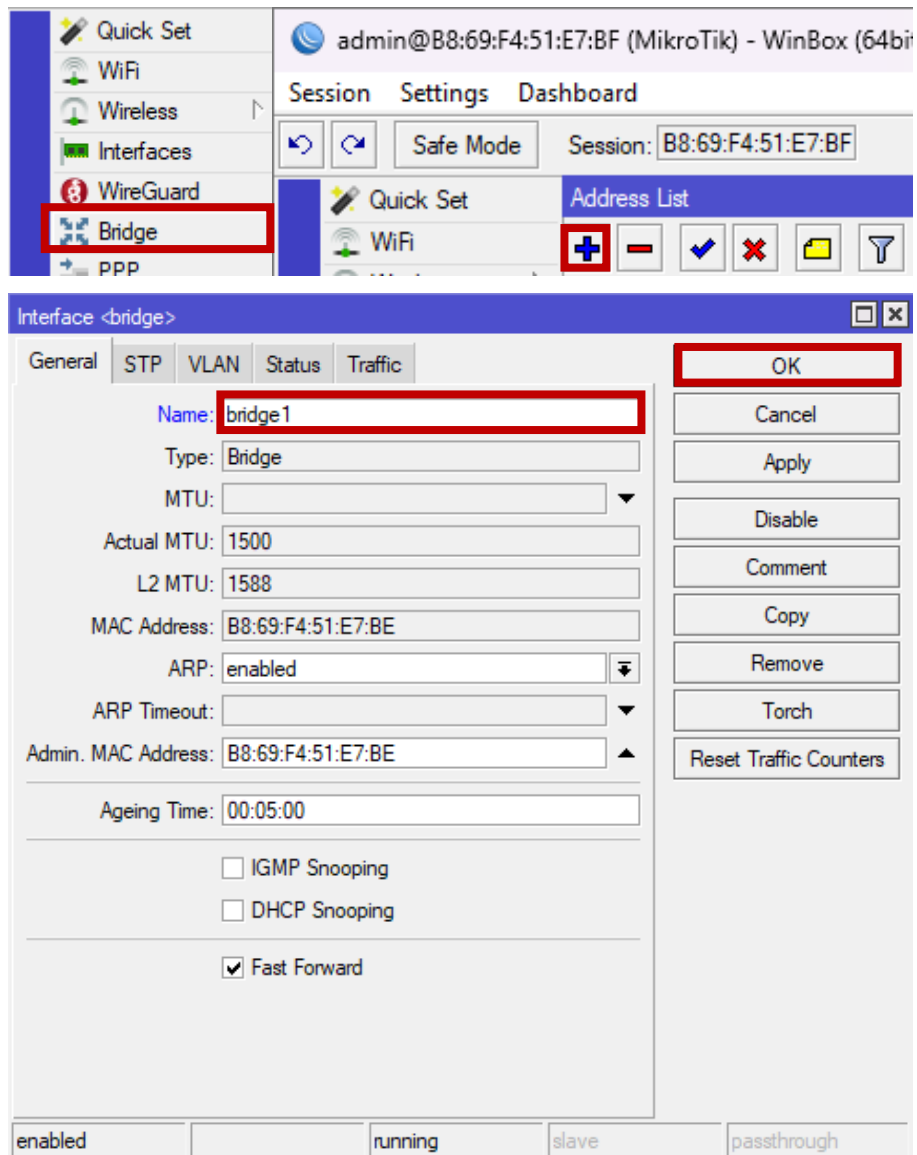 Quick Set
WiFi
Wireless
Interfaces
WireGuard
Bridge
PPP
admin@B8:69:F4:51:E7:BF (MikroTik) - WinBox (64bit
Session Settings Dashboard
Safe Mode Session: B8:69:F4:51:E7:BF
Quick Set
WiFi
Address List
Interface <bridge>
General STP VLAN Status Traffic
Name: bridge1
Type: Bridge
MTU:
Actual MTU: 1500
L2 MTU: 1588
MAC Address: B8:69:F4:51:E7:BE
ARP: enabled
ARP Timeout:
Admin. MAC Address: B8:69:F4:51:E7:BE
Ageing Time: 00:05:00
IGMP Snooping
DHCP Snooping
Fast Forward
OK
Cancel
Apply
Disable
Comment
Copy
Remove
Torch
Reset Traffic Counters
enabled running slave passthrough